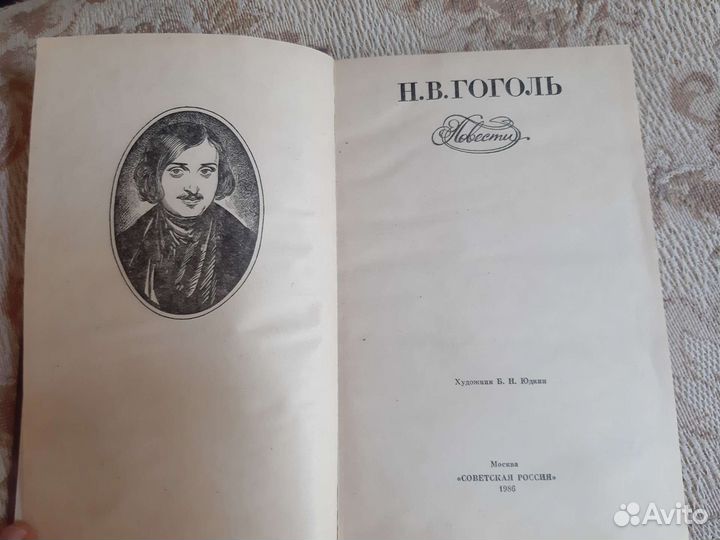 Н.В.ГОГОЛЬ
Повести
Художник Б. Н. Юдкин
Москва
«СОВЕТСКАЯ РОССИЯ»
1986
Avito